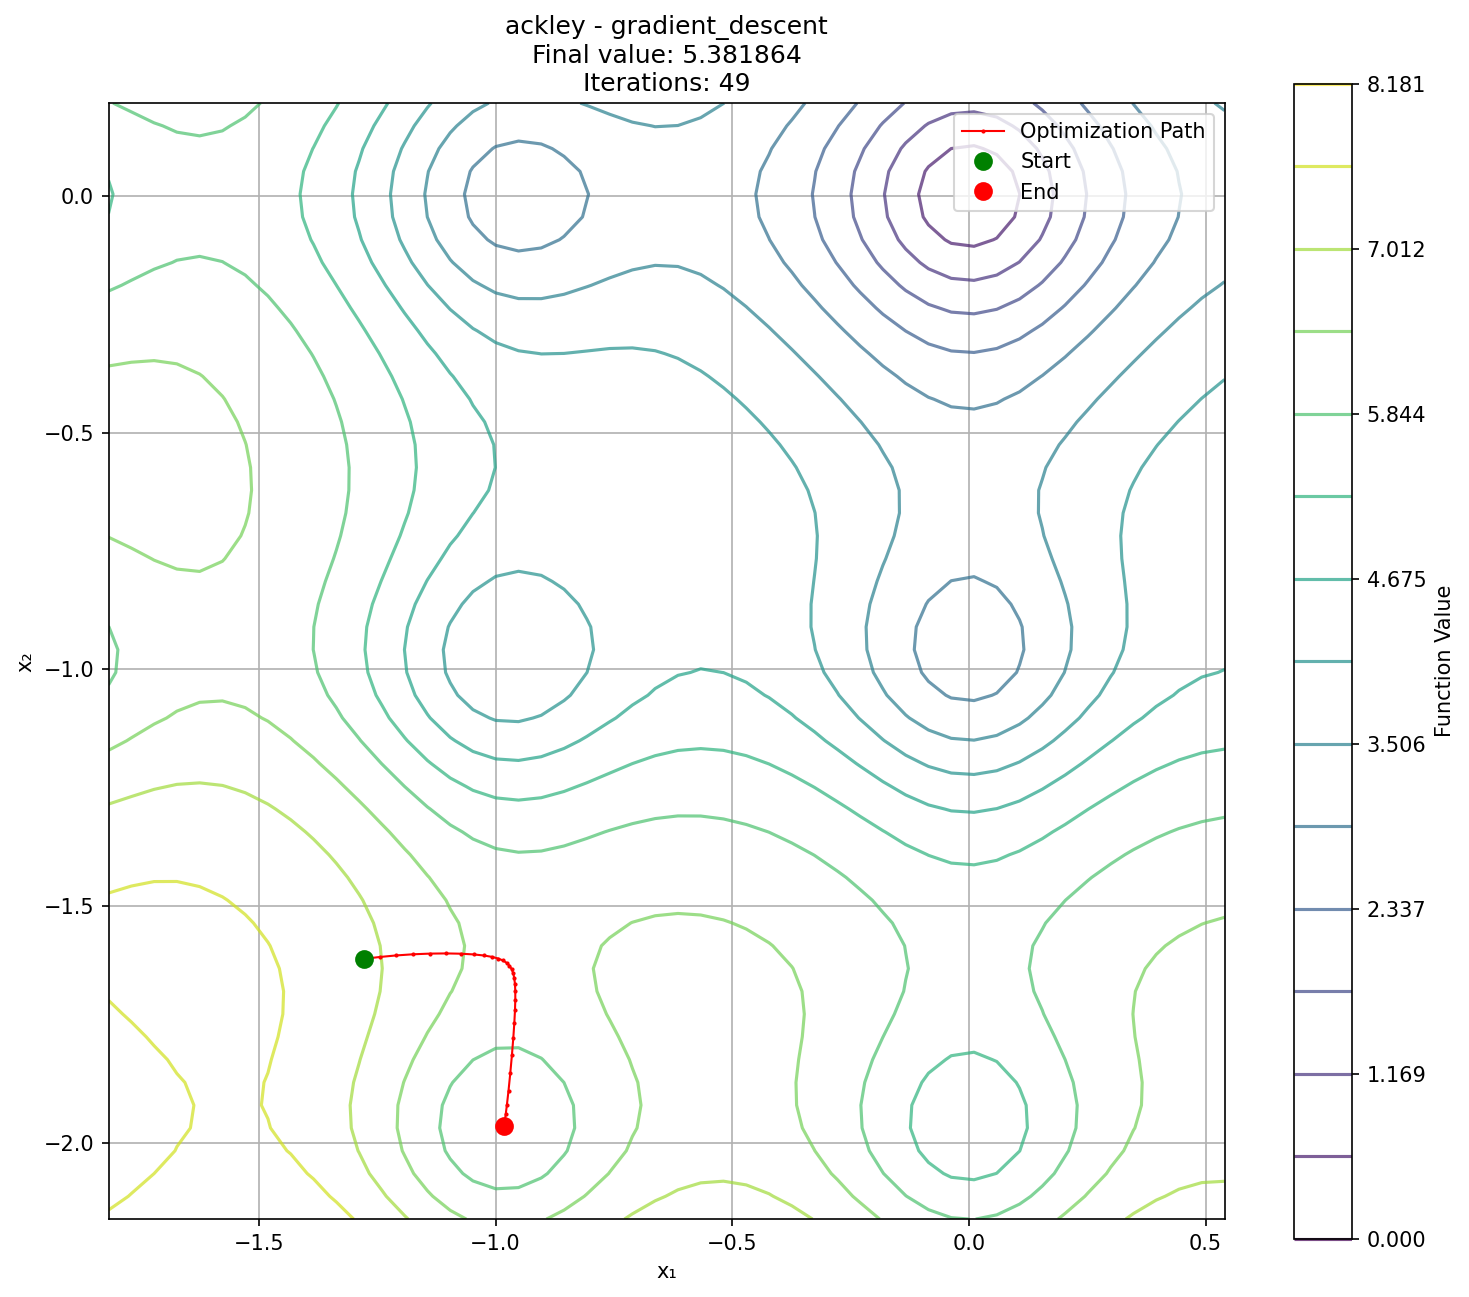 ackley - gradient_descent
Final value: 5.381864
Iterations: 49
Optimization Path
Start
End
0.0
−0.5
−1.0
−1.5
−2.0
x₂
−1.5
−1.0
−0.5
0.0
0.5
x₁
8.181
7.012
5.844
4.675
3.506
2.337
1.169
0.000
Function Value